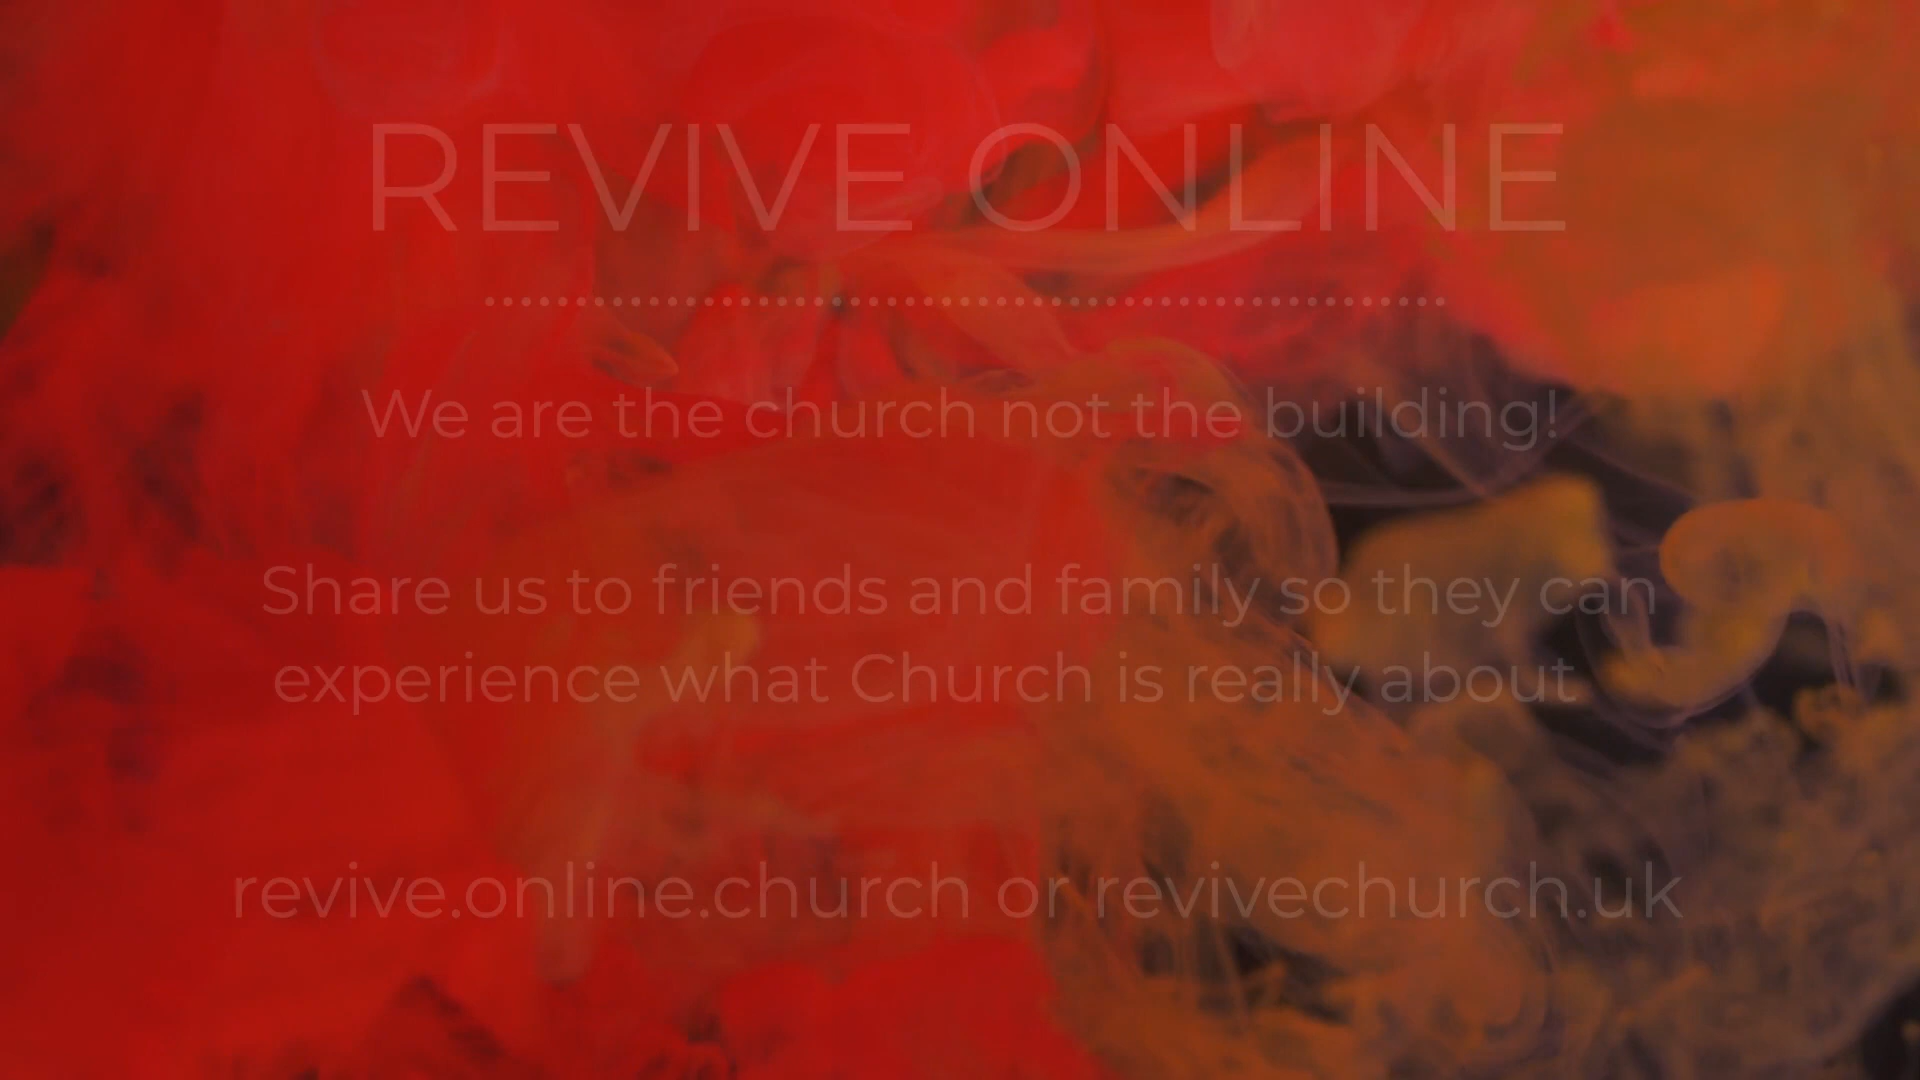 REVIVE ONLINE
We are the church not the building!
Share us to friends and family so they can
experience what Church is really about
revive.online.church or revivechurch.uk